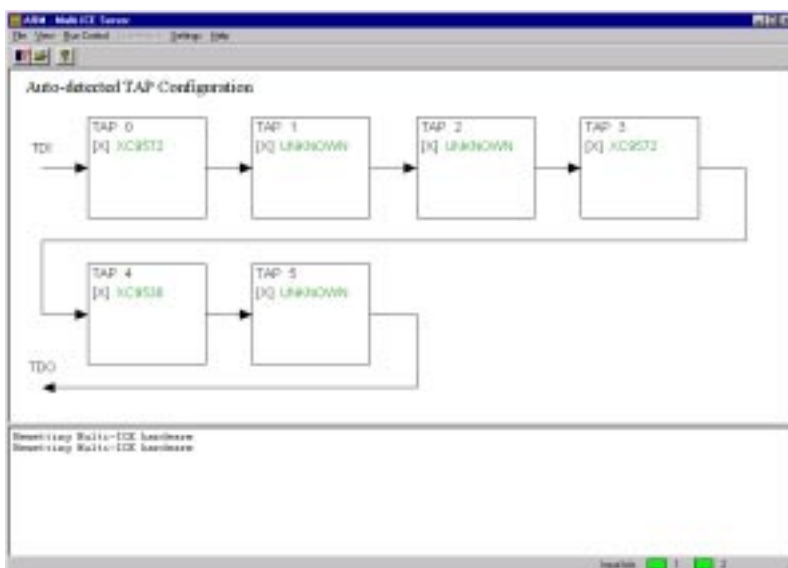 ARM - Multi-ICE Server
File View Run Control Settings Help
Auto-detected TAP Configuration
TAP 0
[X] XC9572
TAP 1
[X] UNKNOWN
TAP 2
[X] UNKNOWN
TAP 3
[X] XC9572
TDI
TAP 4
[X] XC9536
TAP 5
[X] UNKNOWN
TDO
Resetting Multi-ICE hardware
Resetting Multi-ICE hardware
1 2